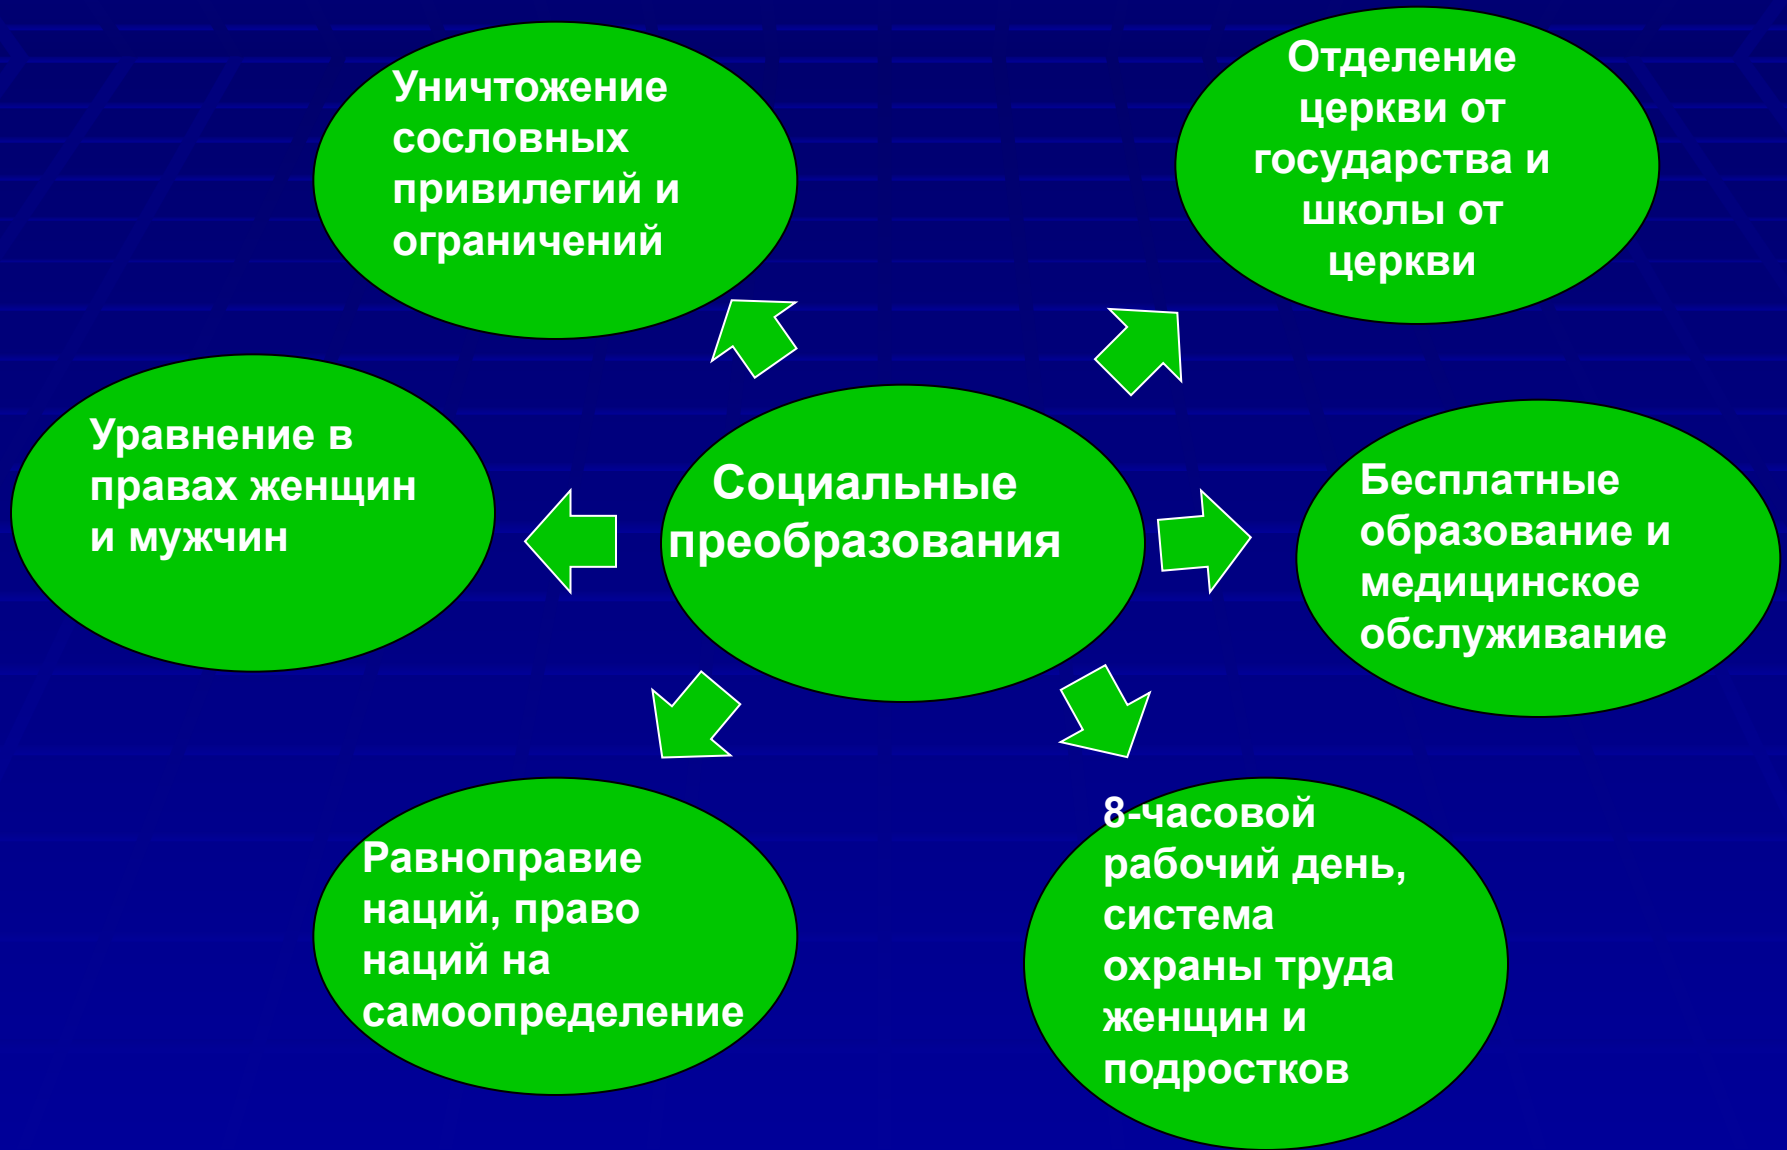 Уничтожение
сословных
привилегий и
ограничений
Отделение
церкви от
государства и
школы от
церкви
Уравнение в
правах женщин
и мужчин
Социальные
преобразования
Бесплатные
образование и
медицинское
обслуживание
Равноправие
наций, право
наций на
самоопределение
8-часовой
рабочий день,
система
охраны труда
женщин и
подростков